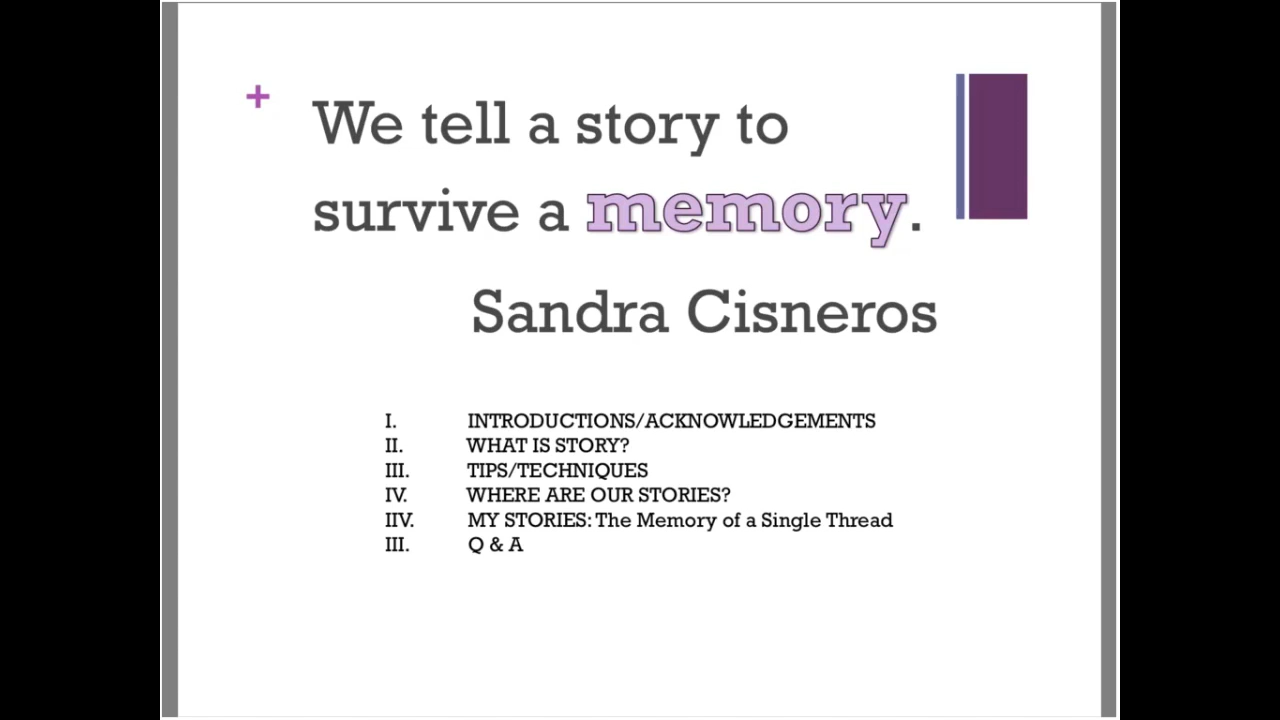 +
We tell a story to
survive a memory.
Sandra Cisneros
I. INTRODUCTIONS/ACKNOWLEDGEMENTS
II. WHAT IS STORY?
III. TIPS/TECHNIQUES
IV. WHERE ARE OUR STORIES?
IIV. MY STORIES: The Memory of a Single Thread
III. Q & A